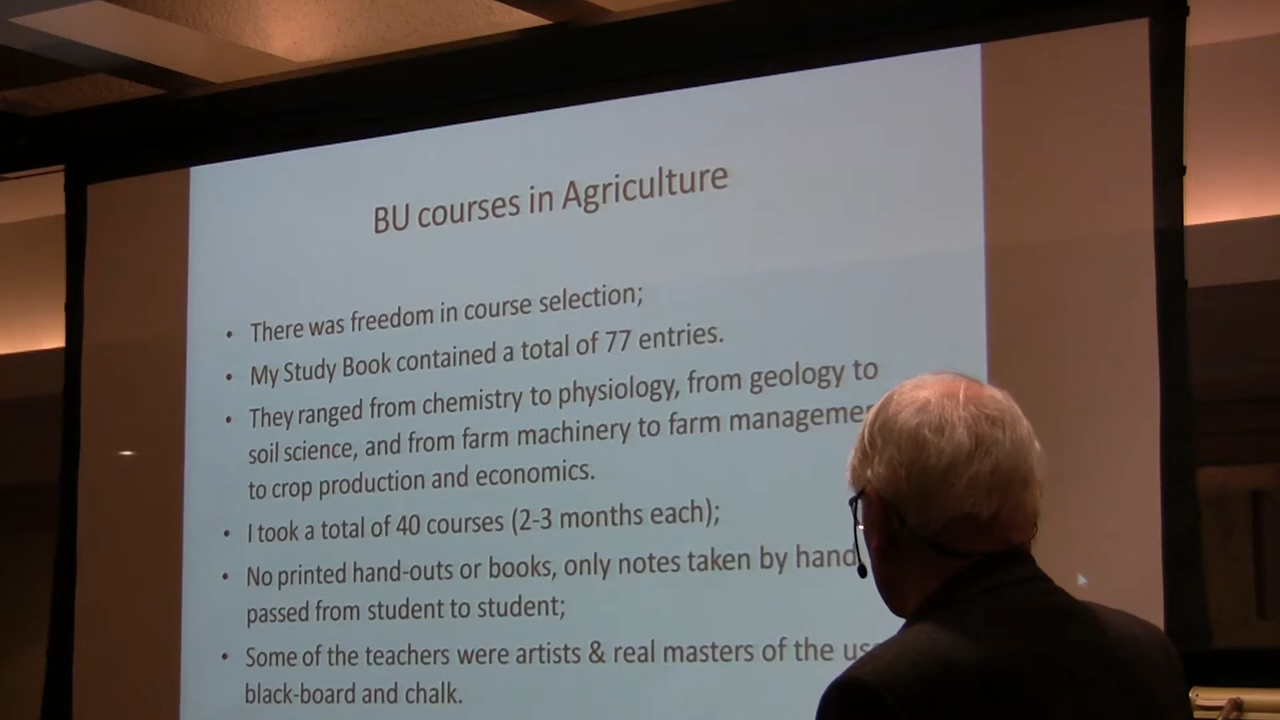 BU courses in Agriculture
• There was freedom in course selection;
• My Study Book contained a total of 77 entries.
• They ranged from chemistry to physiology, from geology to
soil science, and from farm machinery to farm
to crop production and economics.
• I took a total of 40 courses (2-3 months each);
• No printed hand-outs or books, only notes taken by hand
passed from student to student;
• Some of the teachers were artists & real masters of the
black-board and chalk.